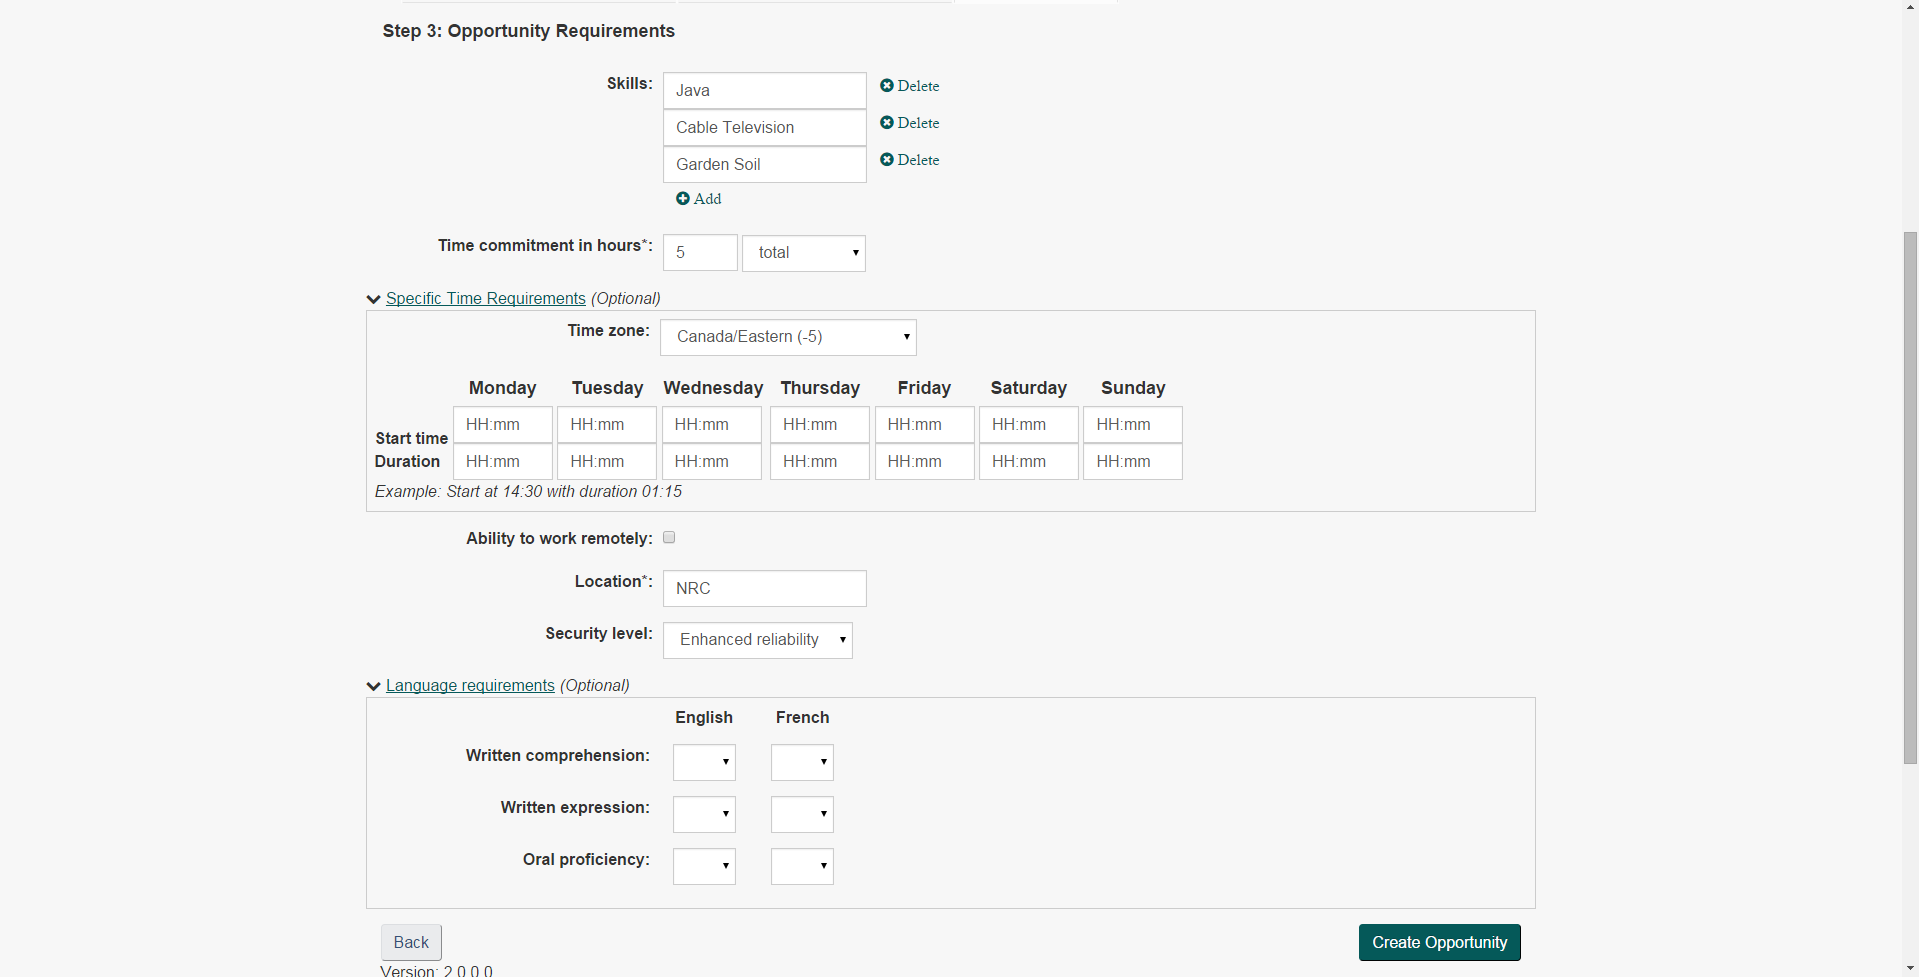 Step 3: Opportunity Requirements
Skills: Java Delete
Cable Television Delete
Garden Soil Delete
Add
Time commitment in hours*: 5 total
Specific Time Requirements (Optional)
Time zone: Canada/Eastern (-5)
Monday Tuesday Wednesday Thursday Friday Saturday Sunday
Start time HH:mm HH:mm HH:mm HH:mm HH:mm HH:mm HH:mm
Duration HH:mm HH:mm HH:mm HH:mm HH:mm HH:mm HH:mm
Example: Start at 14:30 with duration 01:15
Ability to work remotely:
Location*: NRC
Security level: Enhanced reliability
Language requirements (Optional)
English French
Written comprehension:
Written expression:
Oral proficiency:
Back Create Opportunity
Version: 2.0.0.0